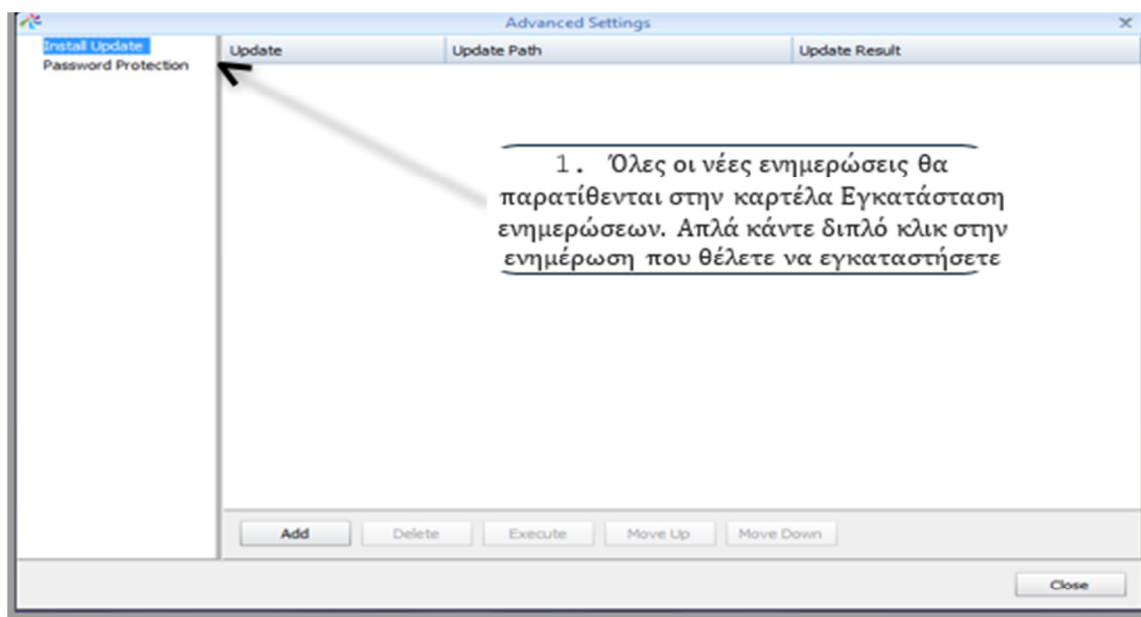 Advanced Settings
Install Update
Password Protection
Update Update Path Update Result
1. Όλες οι νέες ενημερώσεις θα
παρατίθενται στην καρτέλα Εγκατάσταση
ενημερώσεων. Απλά κάντε διπλό κλικ στην
ενημέρωση που θέλετε να εγκαταστήσετε
Add Delete Execute Move Up Move Down
Close